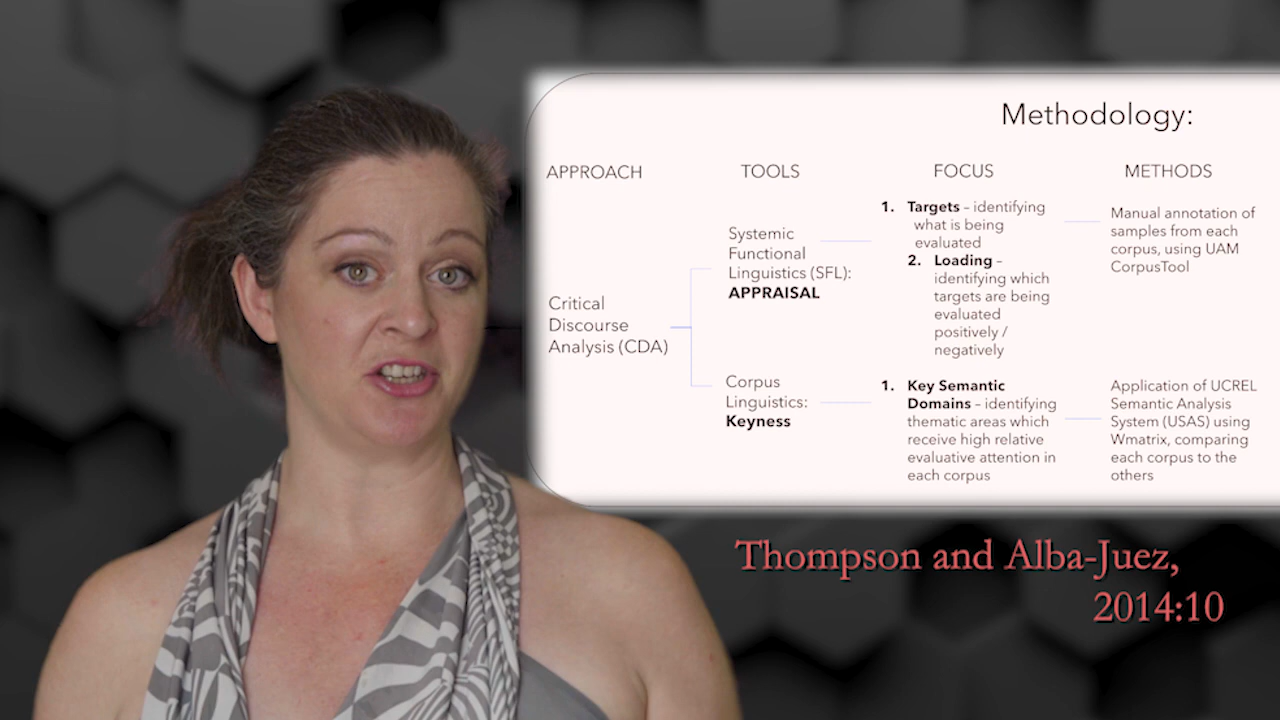 Methodology:
APPROACH
TOOLS
FOCUS
METHODS
Critical
Discourse
Analysis (CDA)
Systemic
Functional
Linguistics (SFL):
APPRAISAL
1. Targets – identifying
what is being
evaluated
2. Loading –
identifying which
targets are being
evaluated
positively /
negatively
Manual annotation of
samples from each
corpus, using UAM
CorpusTool
Corpus
Linguistics:
Keyness
1. Key Semantic
Domains – identifying
thematic areas which
receive high relative
evaluative attention in
each corpus
Application of UCREL
Semantic Analysis
System (USAS) using
Wmatrix, comparing
each corpus to the
others
Thompson and Alba-Juez,
2014:10